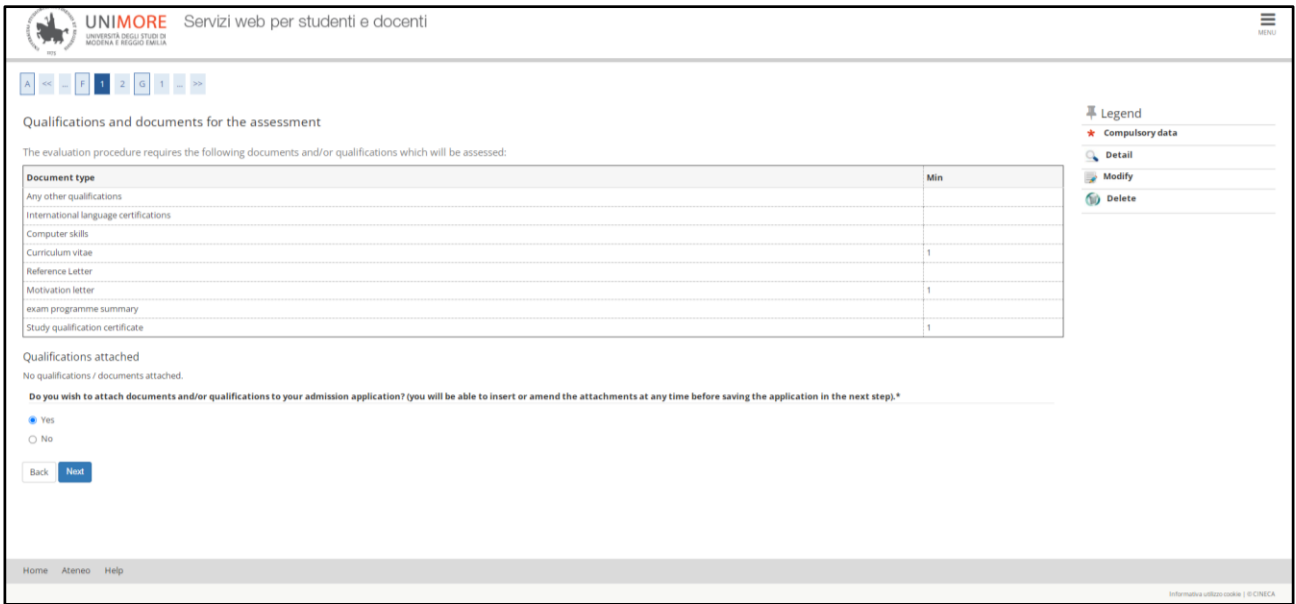 UNIMORE
UNIVERSITÀ DEGLI STUDI DI
MODENA E REGGIO EMILIA
1175
Servizi web per studenti e docenti
MENU
A << ... F 1 2 G 1 ... >>
Qualifications and documents for the assessment
The evaluation procedure requires the following documents and/or qualifications which will be assessed:
Document type Min
Any other qualifications
International language certifications
Computer skills
Curriculum vitae 1
Reference Letter
Motivation letter 1
exam programme summary
Study qualification certificate 1
Qualifications attached
No qualifications / documents attached.
Do you wish to attach documents and/or qualifications to your admission application? (you will be able to insert or amend the attachments at any time before saving the application in the next step).*
Yes
No
Back Next
Legend
Compulsory data
Detail
Modify
Delete
Home Ateneo Help
Informativa utilizzo cookie | © CINECA